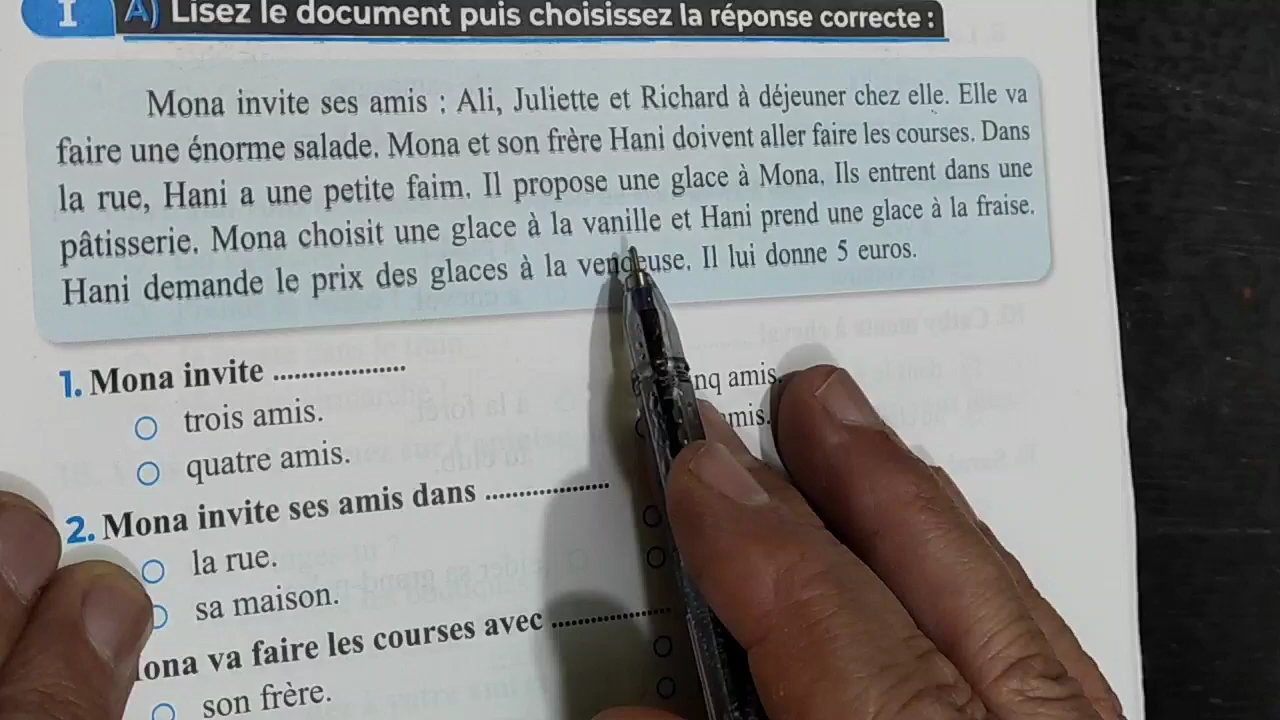 I A) Lisez le document puis choisissez la réponse correcte :
Mona invite ses amis : Ali, Juliette et Richard à déjeuner chez elle. Elle va
faire une énorme salade. Mona et son frère Hani doivent aller faire les courses. Dans
la rue, Hani a une petite faim. Il propose une glace à Mona. Ils entrent dans une
pâtisserie. Mona choisit une glace à la vanille et Hani prend une glace à la fraise.
Hani demande le prix des glaces à la vendeuse. Il lui donne 5 euros.
1. Mona invite ...................
trois amis. nq amis.
quatre amis. amis.
2. Mona invite ses amis dans ...................
la rue.
sa maison.
ona va faire les courses avec ..................
son frère.